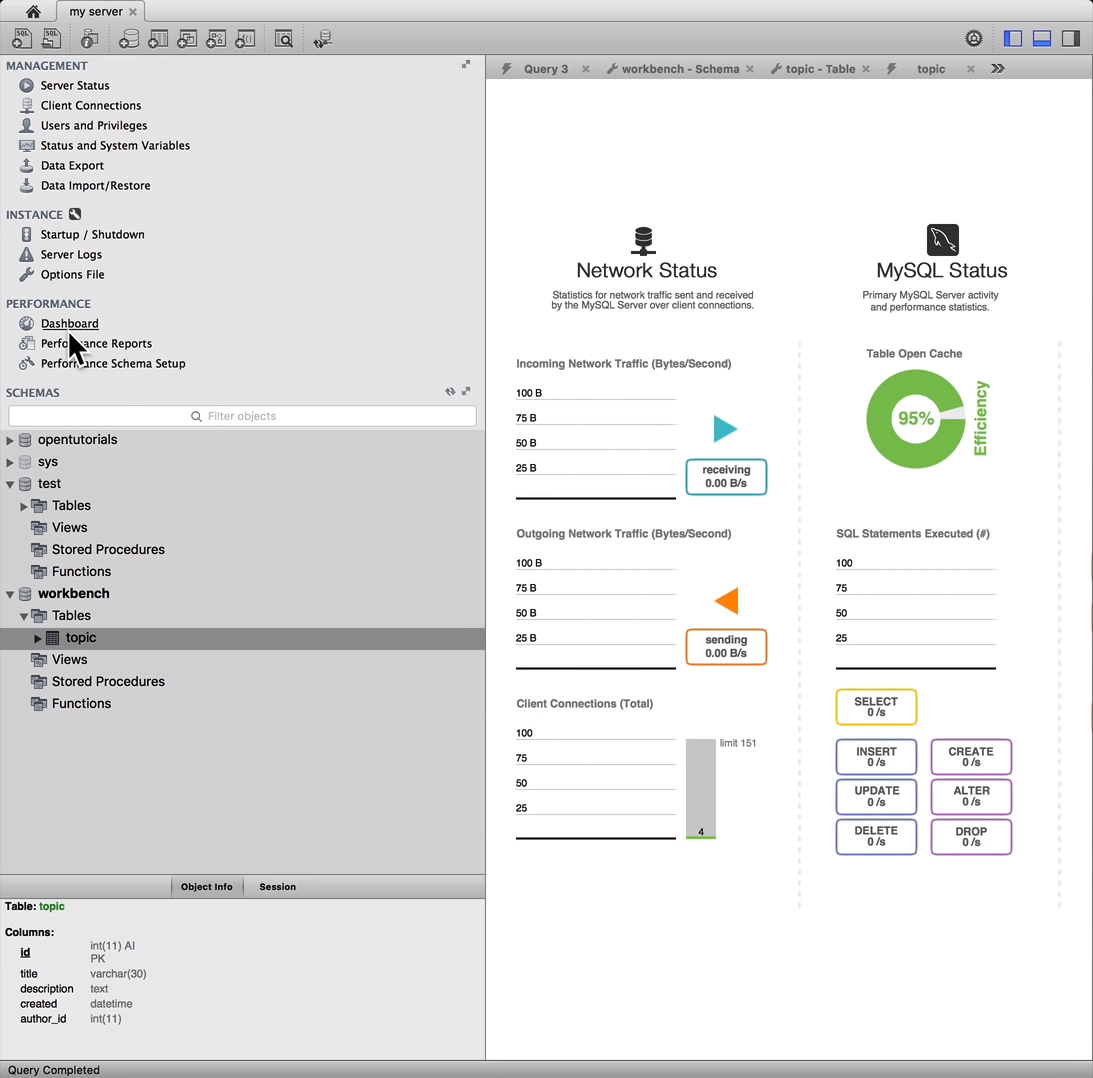 my server
SQL
SQL
MANAGEMENT
Server Status
Client Connections
Users and Privileges
Status and System Variables
Data Export
Data Import/Restore
INSTANCE
Startup / Shutdown
Server Logs
Options File
PERFORMANCE
Dashboard
Performance Reports
Performance Schema Setup
SCHEMAS
Filter objects
opentutorials
sys
test
Tables
Views
Stored Procedures
Functions
workbench
Tables
topic
Views
Stored Procedures
Functions
Object Info Session
Table: topic
Columns:
id int(11) AI
PK
title varchar(30)
description text
created datetime
author_id int(11)
Query Completed
Query 3 workbench - Schema topic - Table topic
Network Status
Statistics for network traffic sent and received
by the MySQL Server over client connections.
Incoming Network Traffic (Bytes/Second)
100 B
75 B
50 B
25 B
receiving
0.00 B/s
Outgoing Network Traffic (Bytes/Second)
100 B
75 B
50 B
25 B
sending
0.00 B/s
Client Connections (Total)
100
75
50
25
limit 151
4
MySQL Status
Primary MySQL Server activity
and performance statistics.
Table Open Cache
95%
Efficiency
SQL Statements Executed (#)
100
75
50
25
SELECT
0 /s
INSERT
0 /s
CREATE
0 /s
UPDATE
0 /s
ALTER
0 /s
DELETE
0 /s
DROP
0 /s